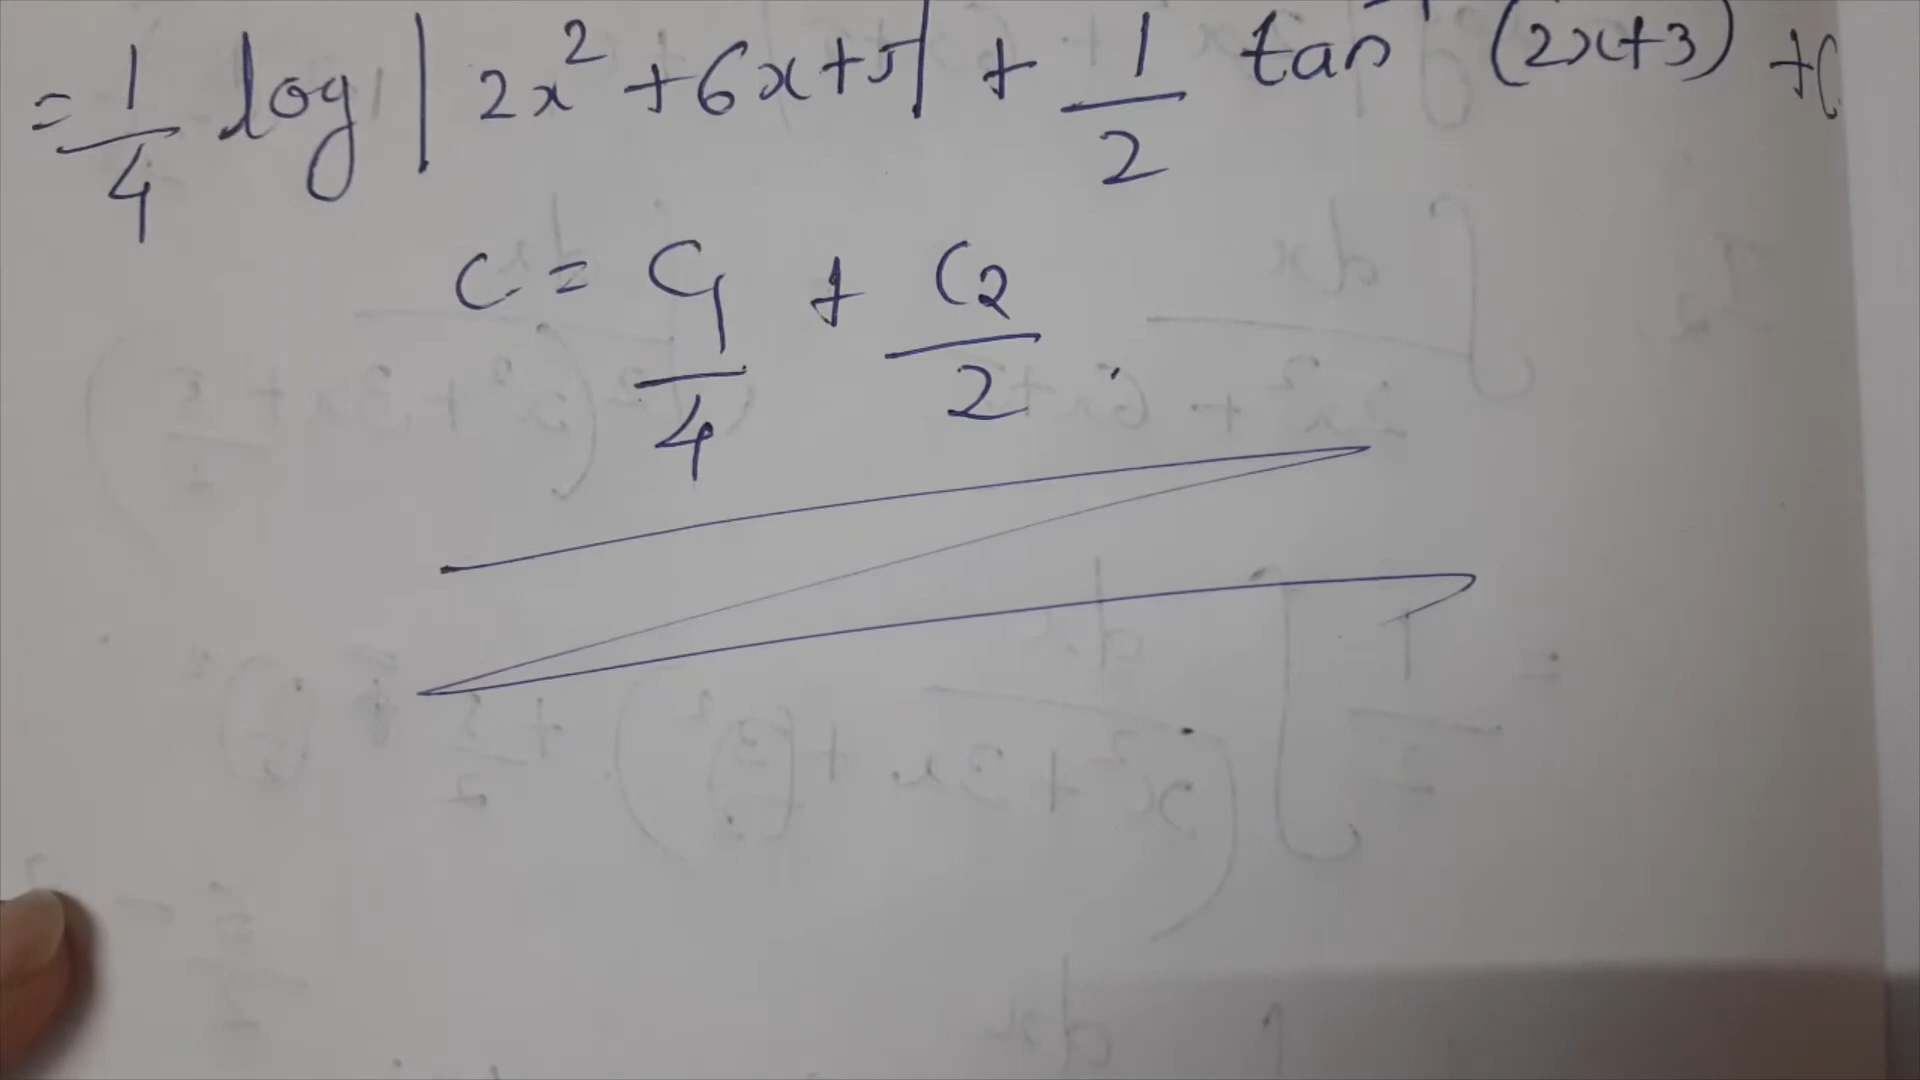 = 1/4 log | 2x² + 6x + 5 | + 1/2 tan⁻¹ (2x+3) + C
C = C₁/4 + C₂/2